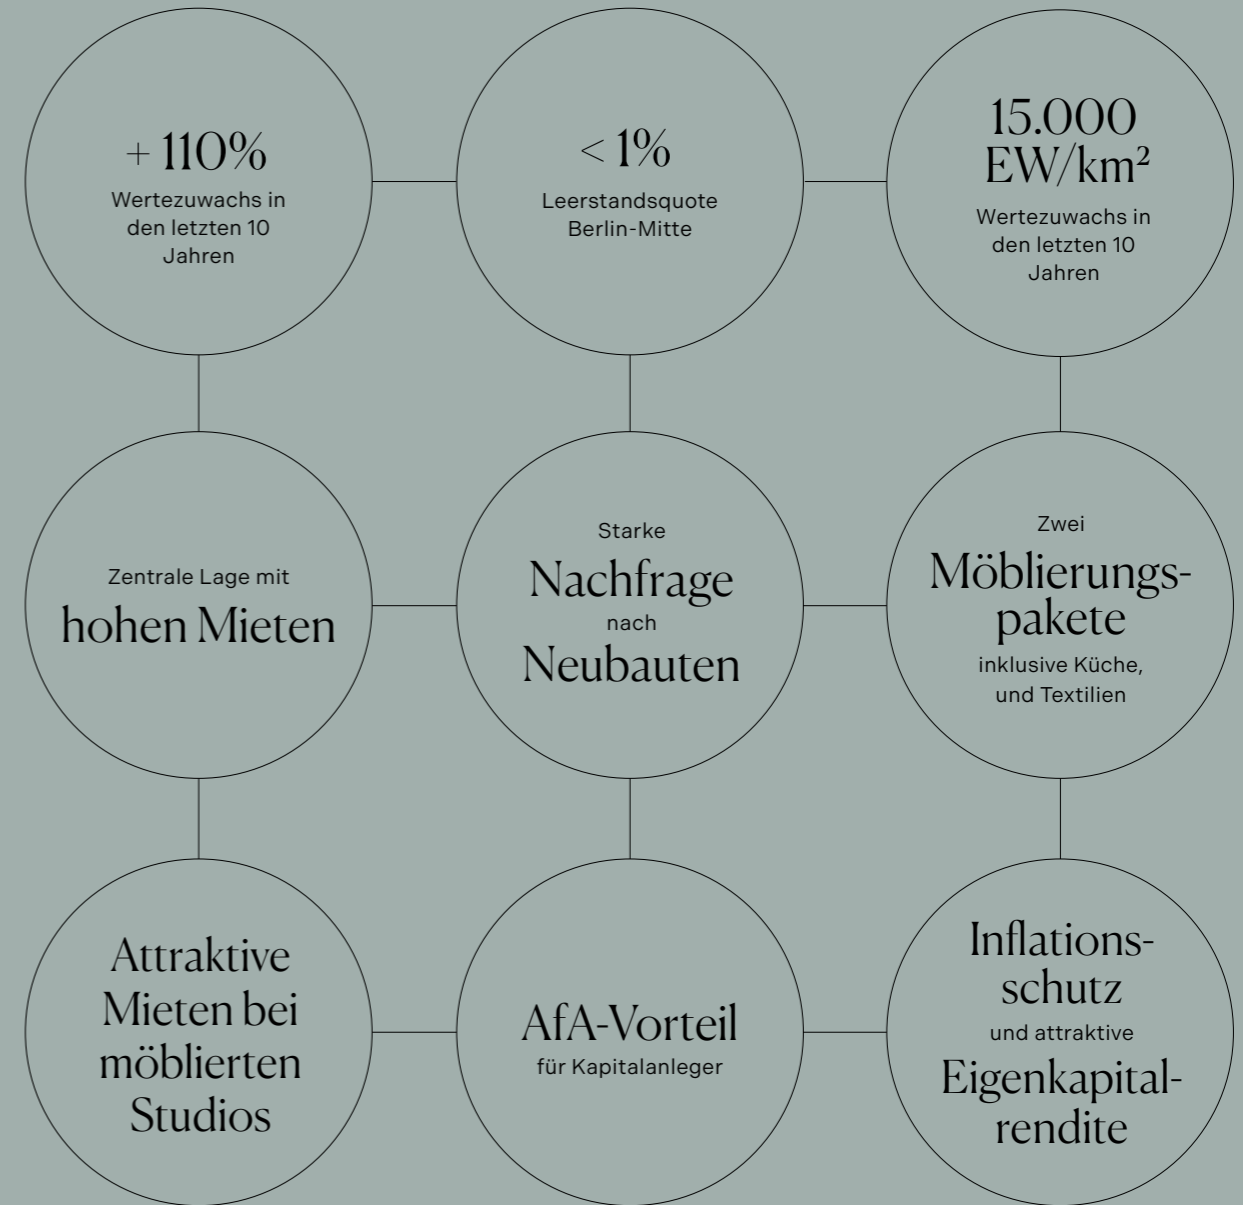 + 110%
Wertezuwachs in
den letzten 10
Jahren
< 1%
Leerstandsquote
Berlin-Mitte
15.000
EW/km²
Wertezuwachs in
den letzten 10
Jahren
Zentrale Lage mit
hohen Mieten
Starke
Nachfrage
nach
Neubauten
Zwei
Möblierungs-
pakete
inklusive Küche,
und Textilien
Attraktive
Mieten bei
möblierten
Studios
AfA-Vorteil
für Kapitalanleger
Inflations-
schutz
und attraktive
Eigenkapital-
rendite